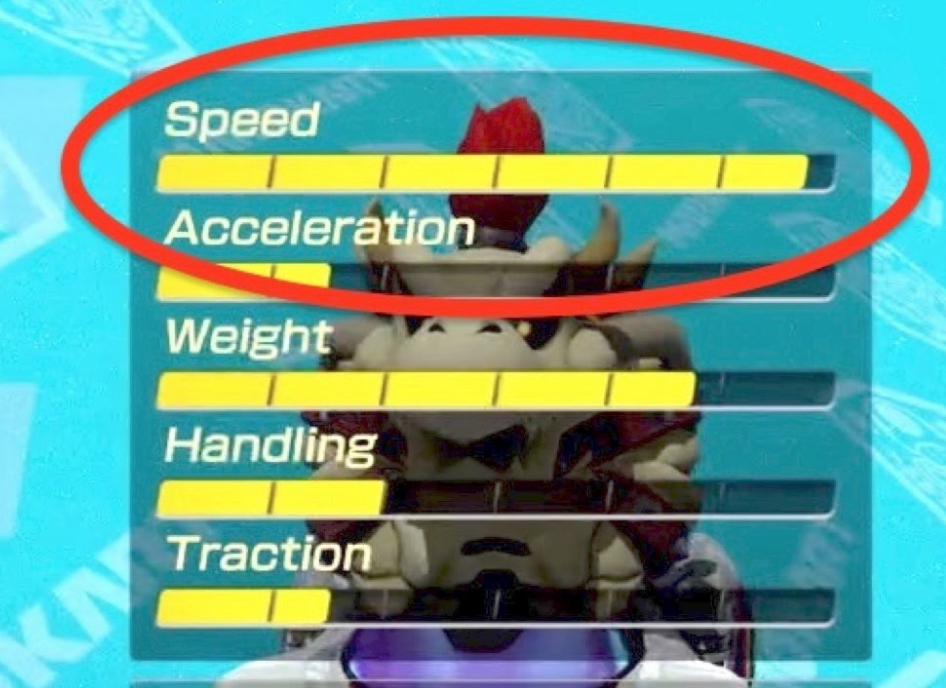 Speed
Acceleration
Weight
Handling
Traction